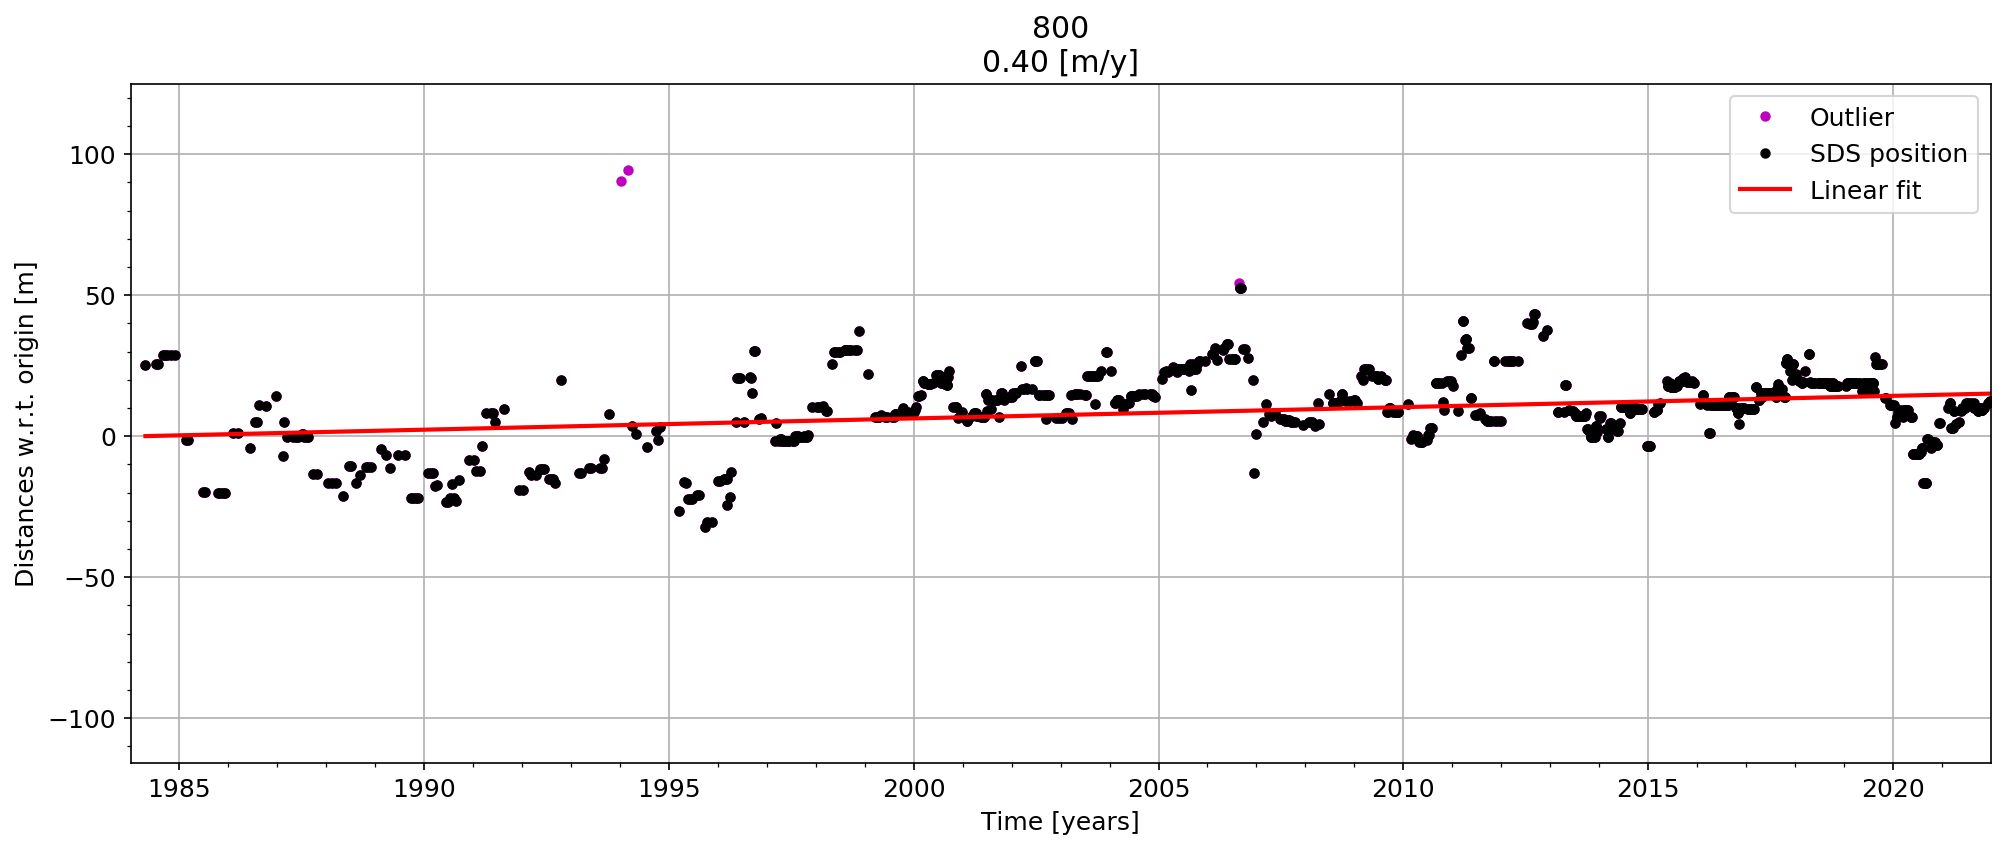 800
0.40 [m/y]
Outlier
SDS position
Linear fit
Distances w.r.t. origin [m]
100
50
0
−50
−100
1985 1990 1995 2000 2005 2010 2015 2020
Time [years]